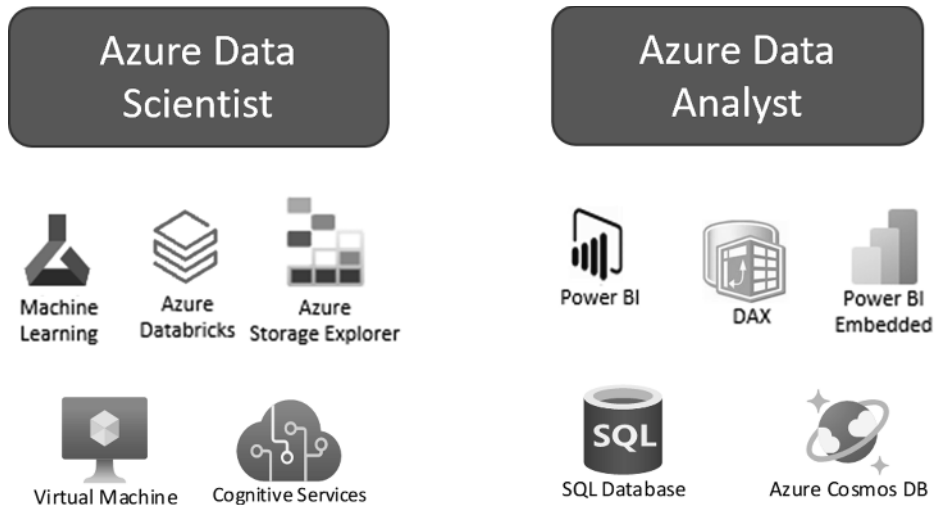 Azure Data
Scientist
Azure Data
Analyst
Machine
Learning
Azure
Databricks
Azure
Storage Explorer
Power BI
DAX
Power BI
Embedded
Virtual Machine
Cognitive Services
SQL
SQL Database
Azure Cosmos DB